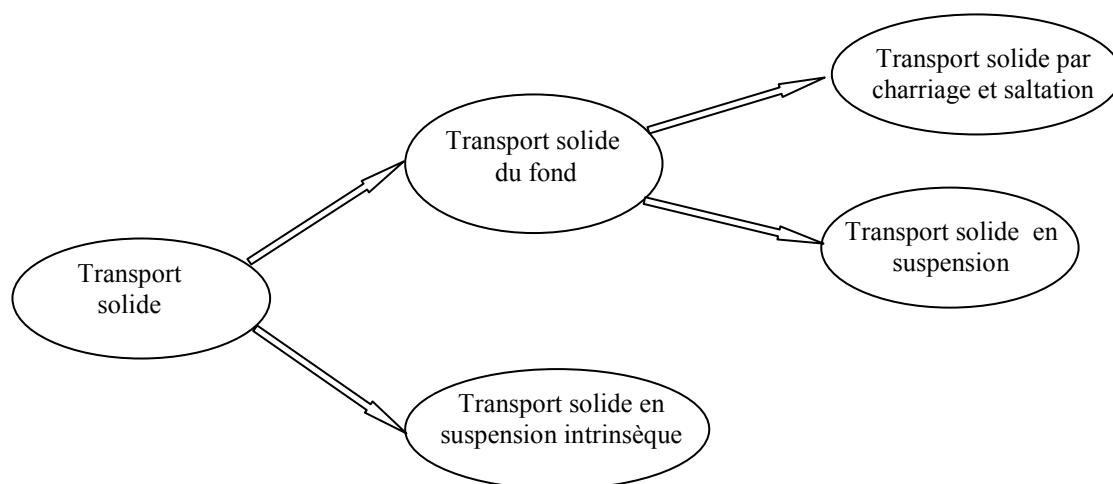 Transport solide par
charriage et saltation
Transport solide
du fond
Transport solide en
suspension
Transport
solide
Transport solide en
suspension intrinsèque